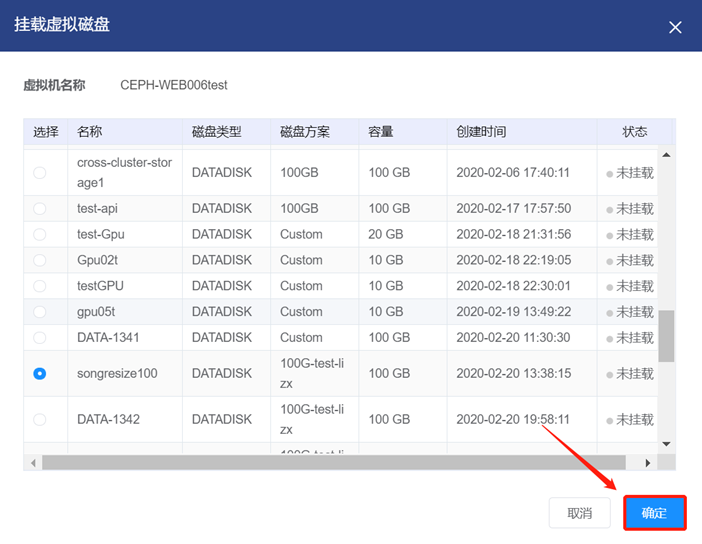 挂载虚拟磁盘
虚拟机名称 CEPH-WEB006test
选择 名称 磁盘类型 磁盘方案 容量 创建时间 状态
cross-cluster-stor
age1 DATADISK 100GB 100 GB 2020-02-06 17:40:11 未挂载
test-api DATADISK 100GB 100 GB 2020-02-17 17:57:50 未挂载
test-Gpu DATADISK Custom 20 GB 2020-02-18 21:31:56 未挂载
Gpu02t DATADISK Custom 10 GB 2020-02-18 22:19:05 未挂载
testGPU DATADISK Custom 10 GB 2020-02-18 22:30:01 未挂载
gpu05t DATADISK Custom 10 GB 2020-02-19 13:49:22 未挂载
DATA-1341 DATADISK Custom 100 GB 2020-02-20 11:30:30 未挂载
songresize100 DATADISK 100G-test-li
zx 100 GB 2020-02-20 13:38:15 未挂载
DATA-1342 DATADISK 100G-test-li
zx 100 GB 2020-02-20 19:58:11 未挂载
取消 确定